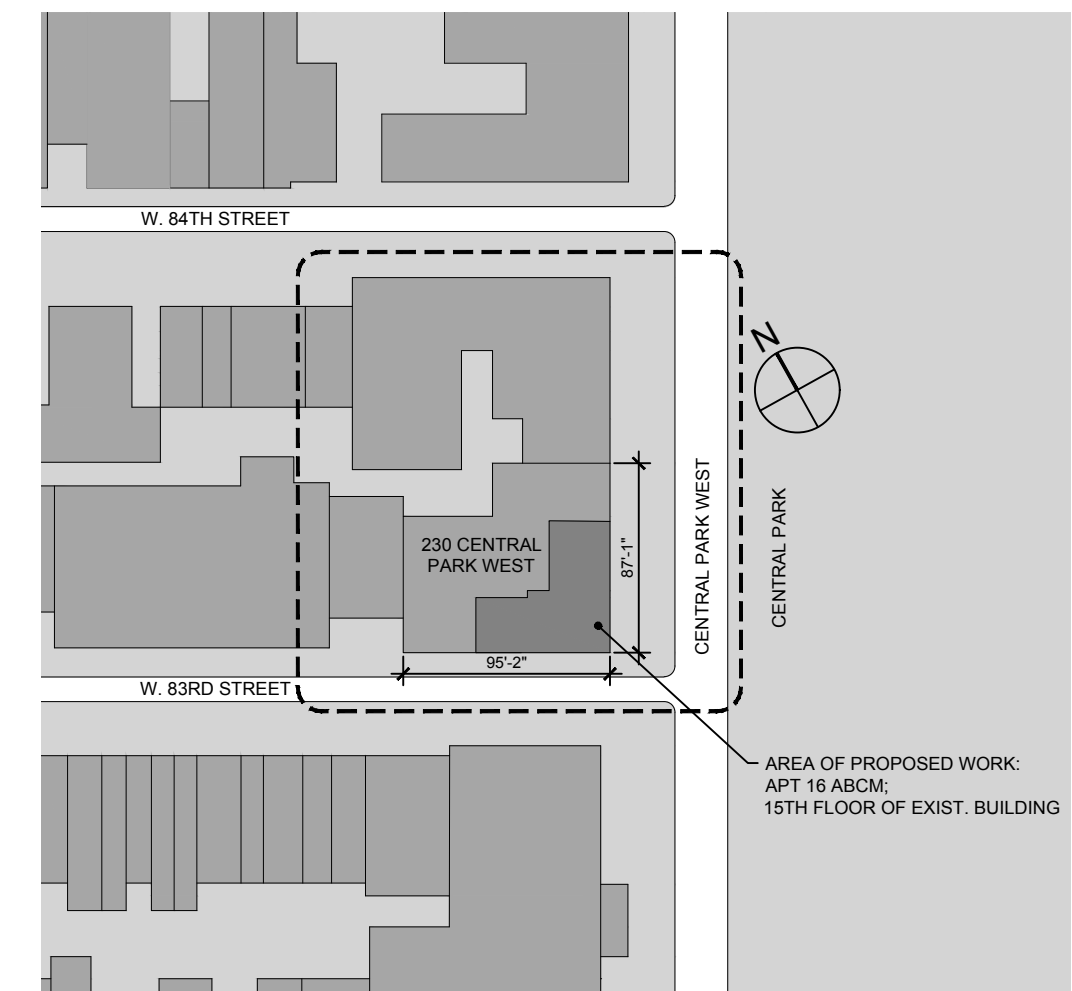 W. 84TH STREET
N
CENTRAL PARK WEST
CENTRAL PARK
230 CENTRAL
PARK WEST
87'-1"
95'-2"
W. 83RD STREET
AREA OF PROPOSED WORK:
APT 16 ABCM;
15TH FLOOR OF EXIST. BUILDING